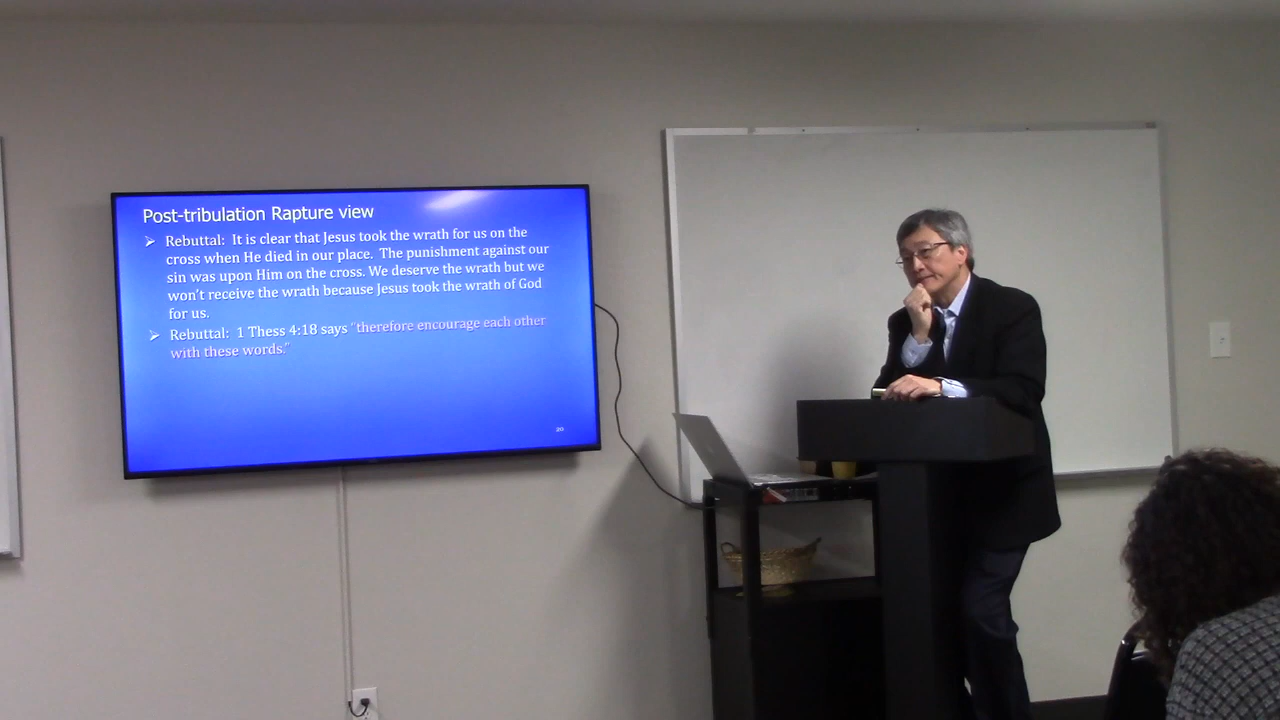 Post-tribulation Rapture view
➢ Rebuttal:  It is clear that Jesus took the wrath for us on the
cross when He died in our place.  The punishment against our
sin was upon Him on the cross. We deserve the wrath but we
won't receive the wrath because Jesus took the wrath of God
for us.
➢ Rebuttal:  1 Thess 4:18 says "therefore encourage each other
with these words."
20